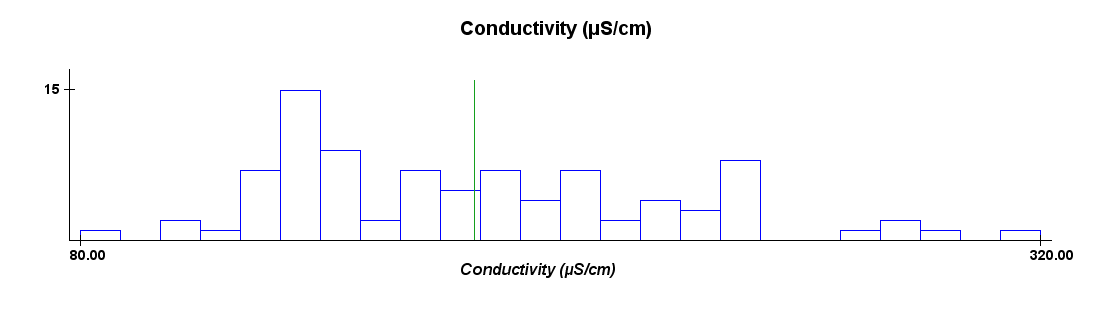 Conductivity (µS/cm)
15
80.00
320.00
Conductivity (µS/cm)